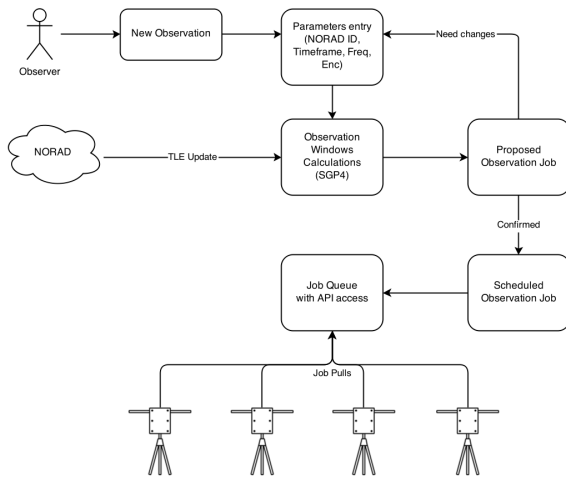 Observer
New Observation
Parameters entry
(NORAD ID,
Timeframe, Freq,
Enc)
Need changes
NORAD
TLE Update
Observation
Windows
Calculations
(SGP4)
Proposed
Observation Job
Confirmed
Job Queue
with API access
Scheduled
Observation Job
Job Pulls